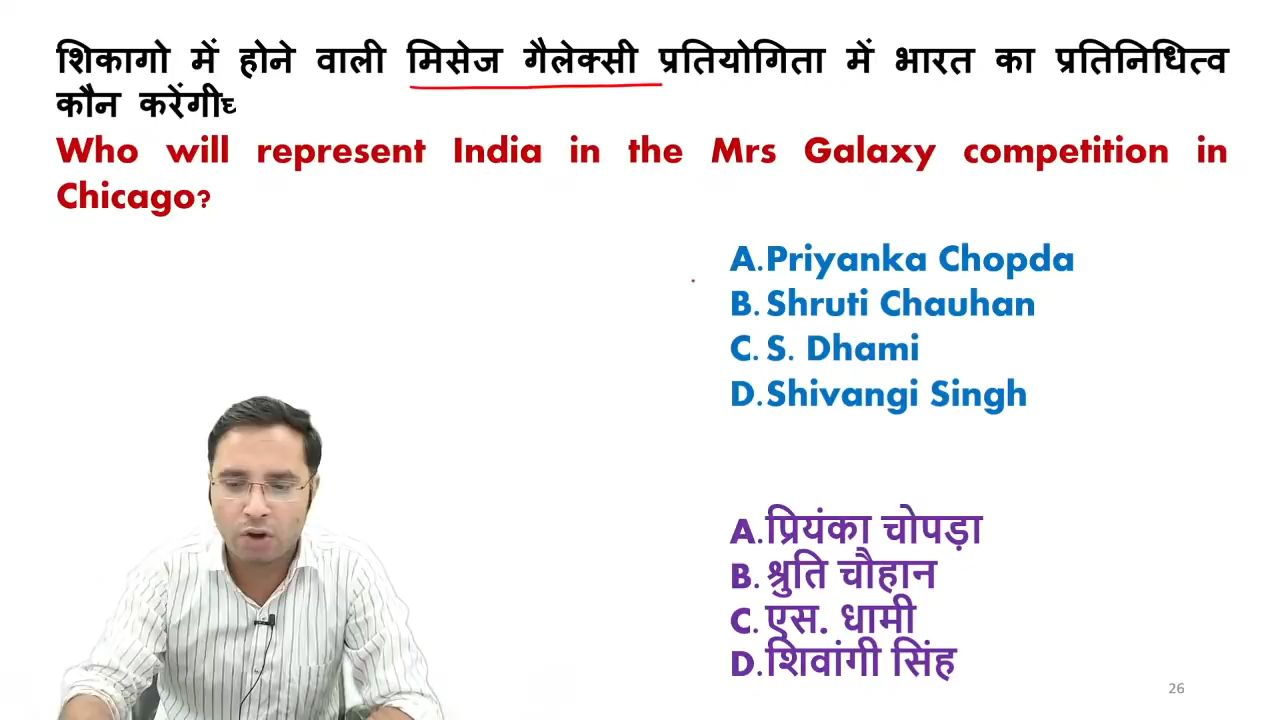 शिकागो में होने वाली मिसेज गैलेक्सी प्रतियोगिता में भारत का प्रतिनिधित्व
कौन करेंगीघ्
Who will represent India in the Mrs Galaxy competition in
Chicago?
A.Priyanka Chopda
B. Shruti Chauhan
C. S. Dhami
D.Shivangi Singh
A.प्रियंका चोपड़ा
B. श्रुति चौहान
C. एस. धामी
D.शिवांगी सिंह
26